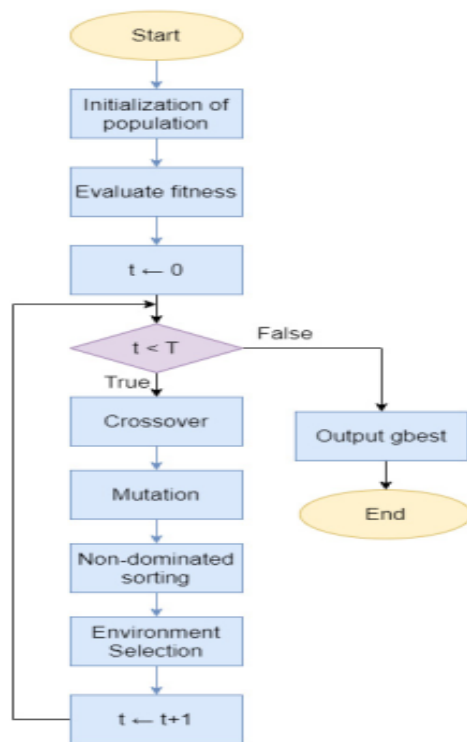 Start
Initialization of
population
Evaluate fitness
t ← 0
t < T
False
True
Crossover
Output gbest
Mutation
End
Non-dominated
sorting
Environment
Selection
t ← t+1